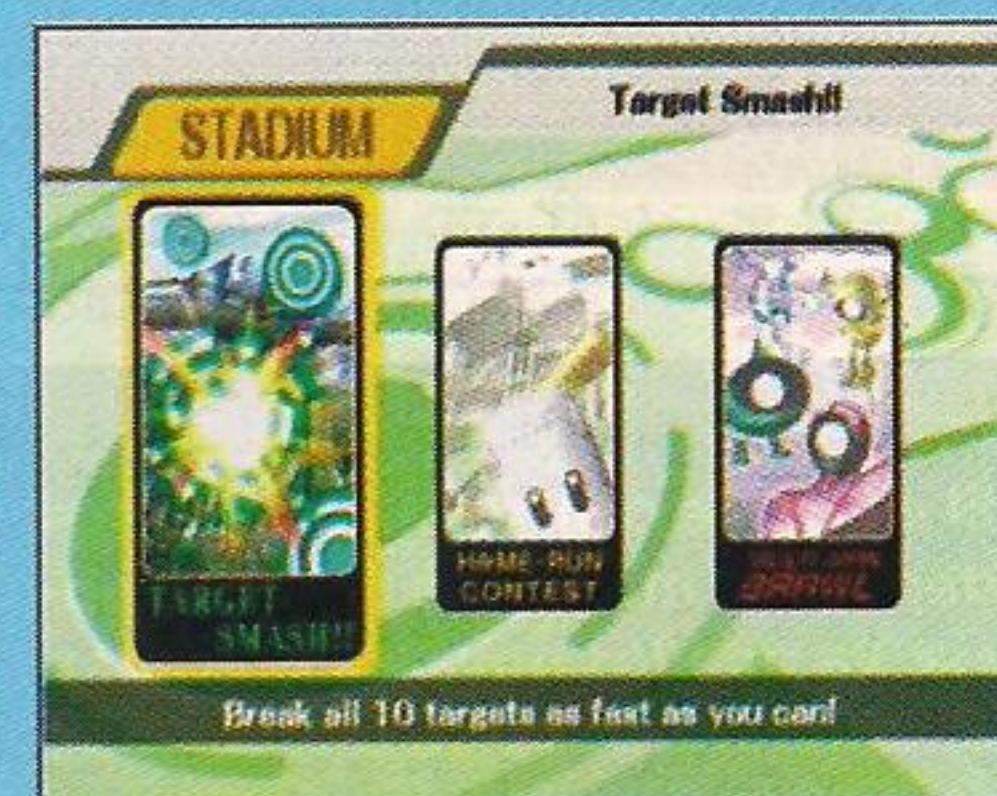 STADIUM
Target Smash!!
TARGET
SMASH!!
HOME-RUN
CONTEST
BRAWL
Break all 10 targets as fast as you can!